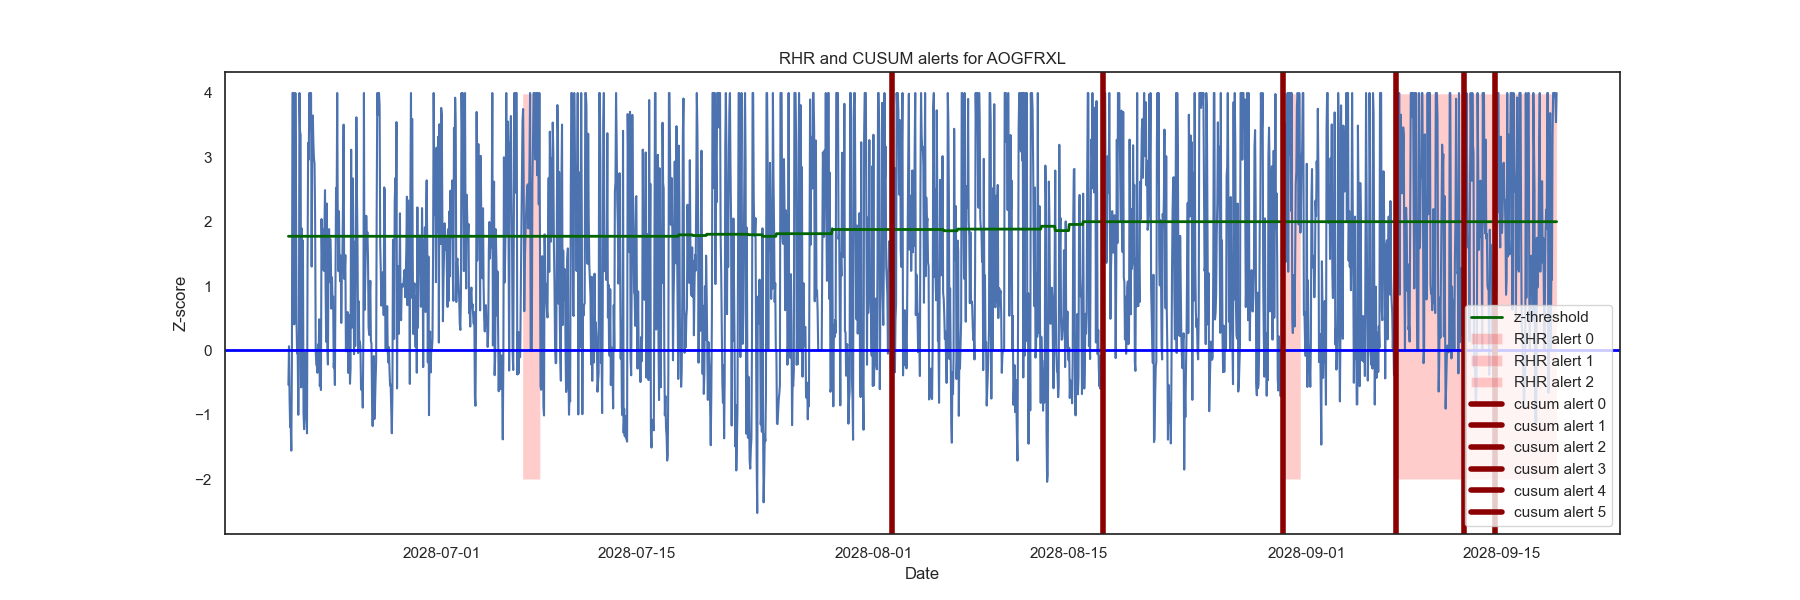 RHR and CUSUM alerts for AOGFRXL
4
3
2
1
0
−1
−2
Z-score
z-threshold
RHR alert 0
RHR alert 1
RHR alert 2
cusum alert 0
cusum alert 1
cusum alert 2
cusum alert 3
cusum alert 4
cusum alert 5
2028-07-01
2028-07-15
2028-08-01
2028-08-15
2028-09-01
2028-09-15
Date